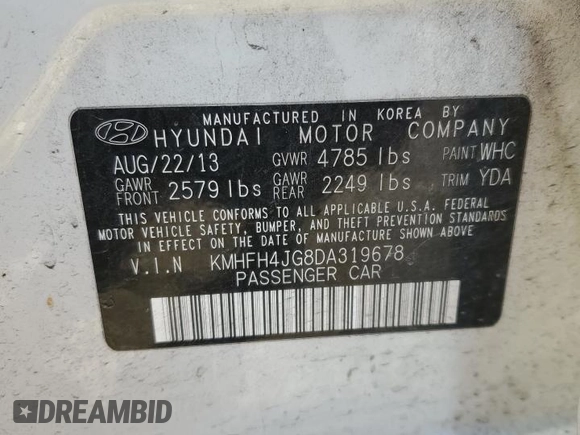 MANUFACTURED IN KOREA BY
HYUNDAI MOTOR COMPANY
AUG/22/13 GVWR 4785 lbs PAINT WHC
GAWR FRONT 2579 lbs GAWR REAR 2249 lbs TRIM YDA
THIS VEHICLE CONFORMS TO ALL APPLICABLE U.S.A. FEDERAL
MOTOR VEHICLE SAFETY, BUMPER, AND THEFT PREVENTION STANDARDS
IN EFFECT ON THE DATE OF MANUFACTURE SHOWN ABOVE.
V.I.N KMHFH4JG8DA319678
PASSENGER CAR
DREAMBID